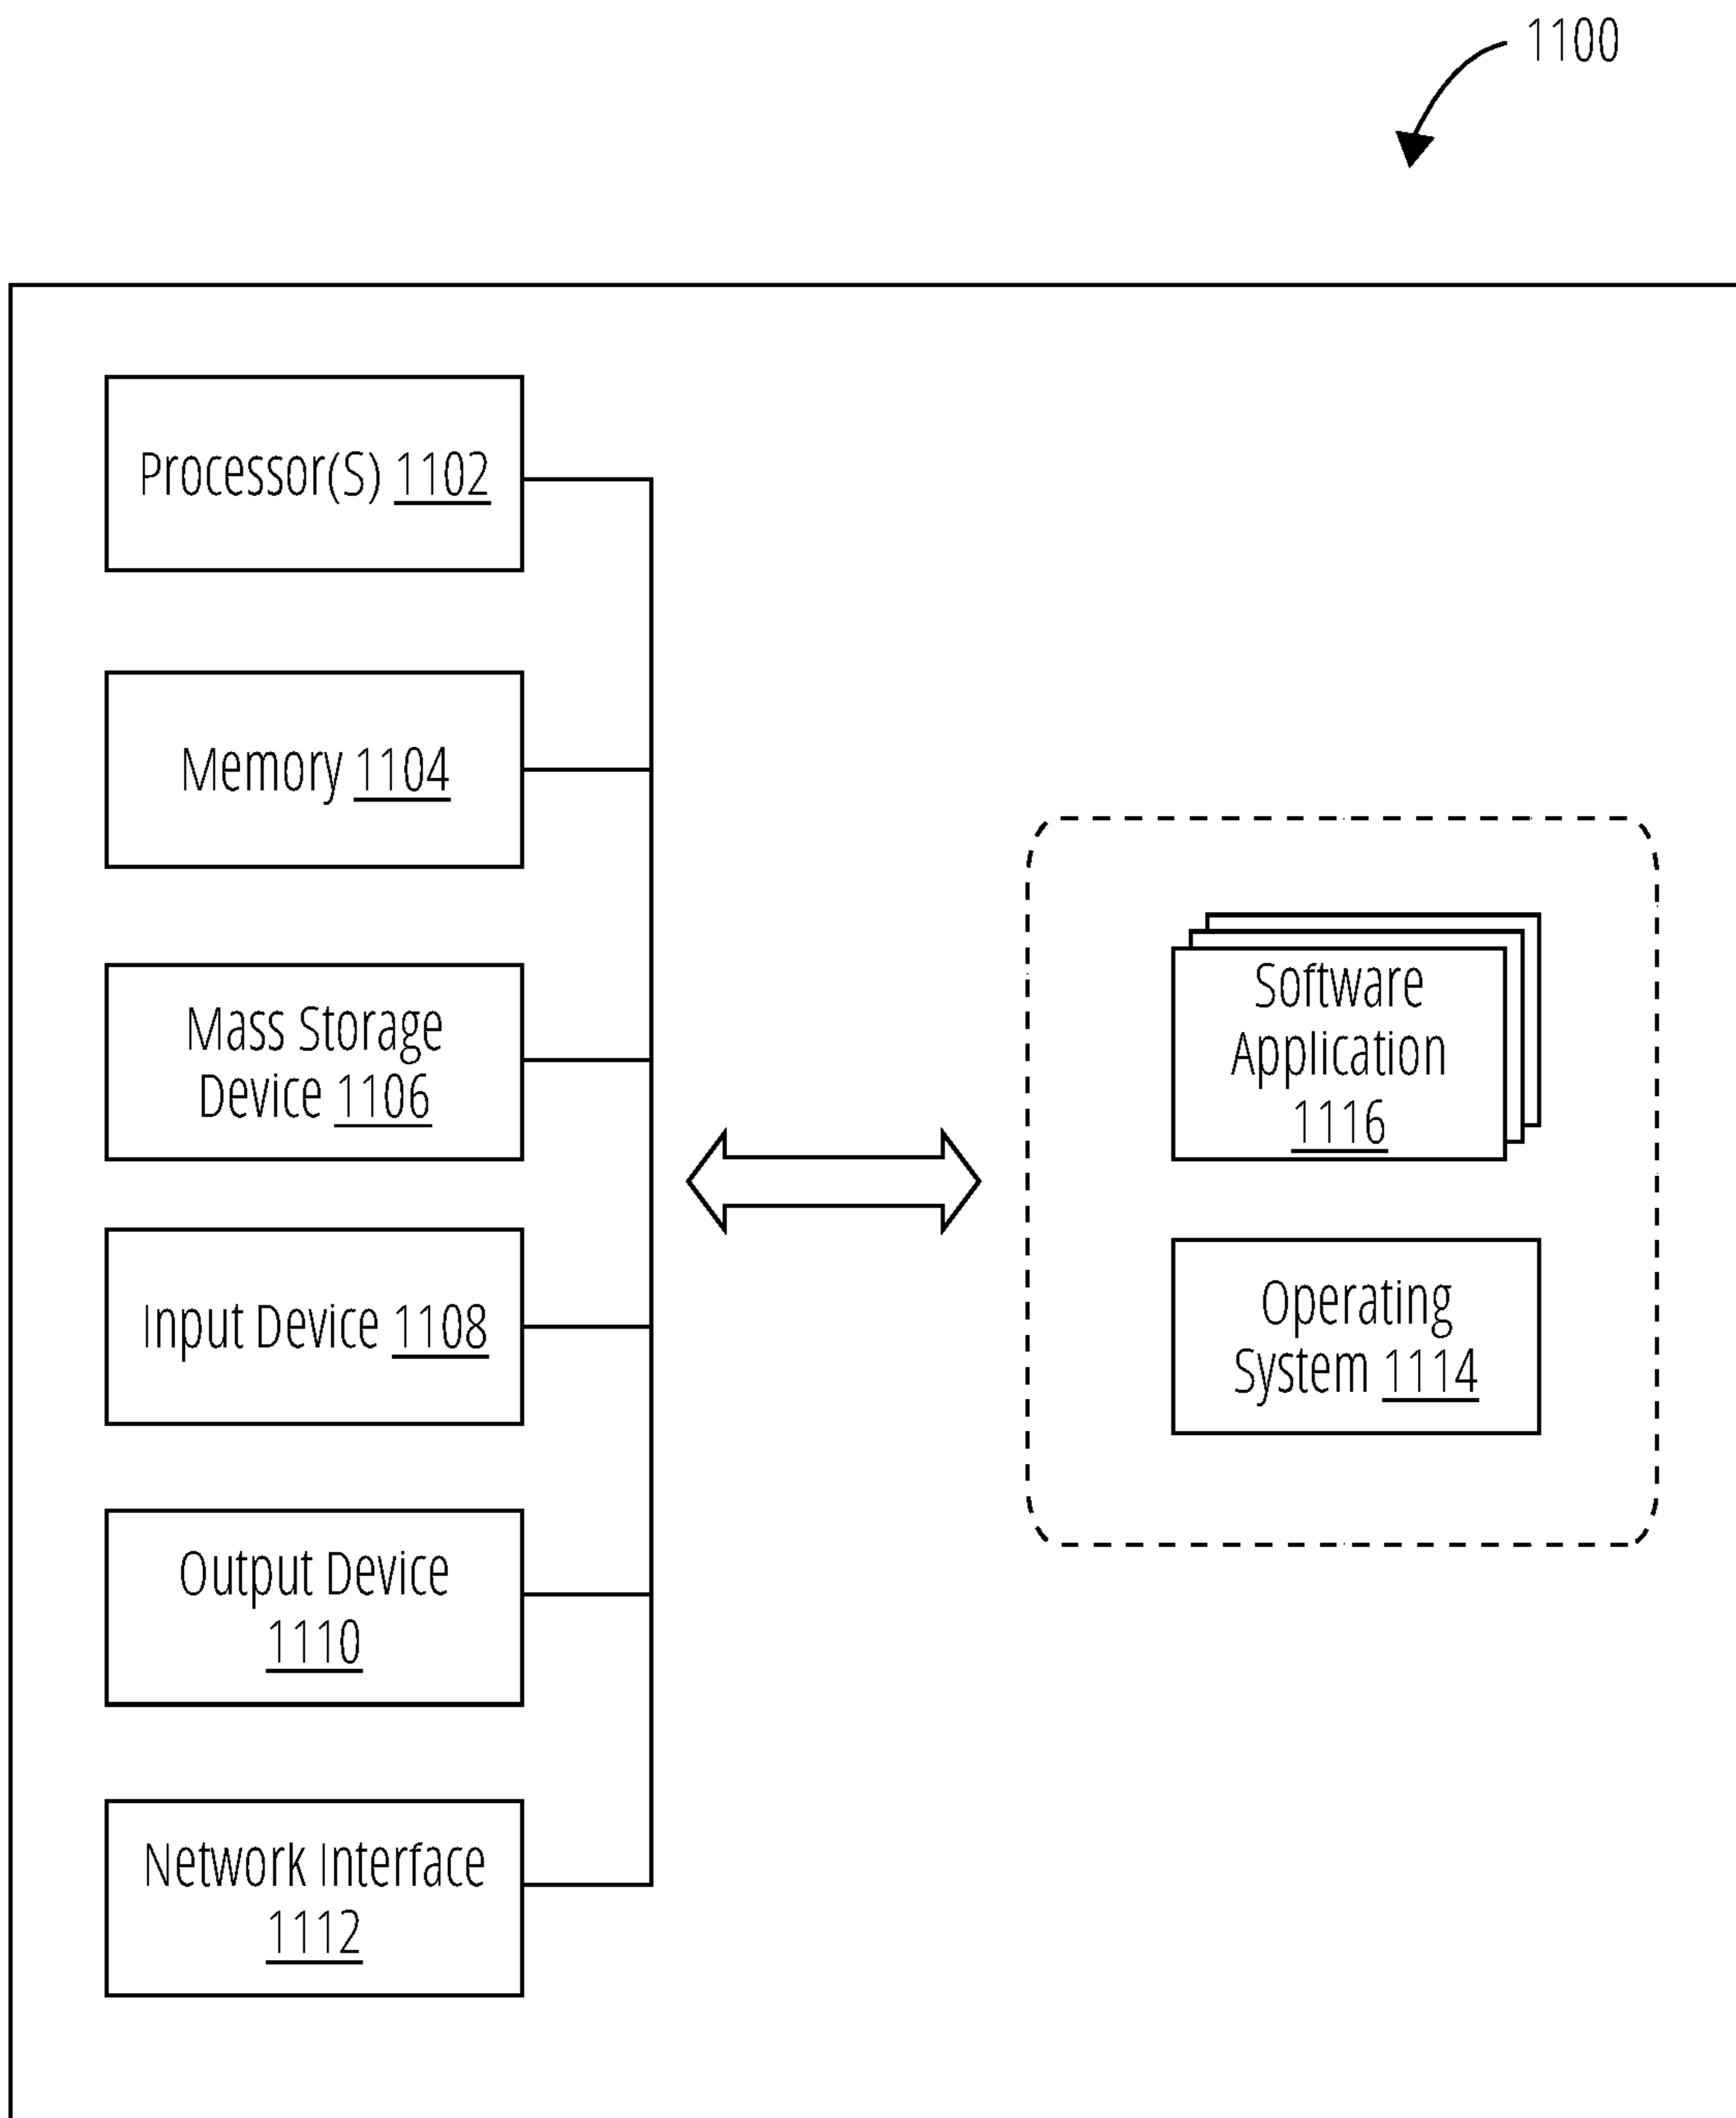 1100
Processor(S) 1102
Memory 1104
Mass Storage
Device 1106
Input Device 1108
Output Device
1110
Network Interface
1112
Software
Application
1116
Operating
System 1114